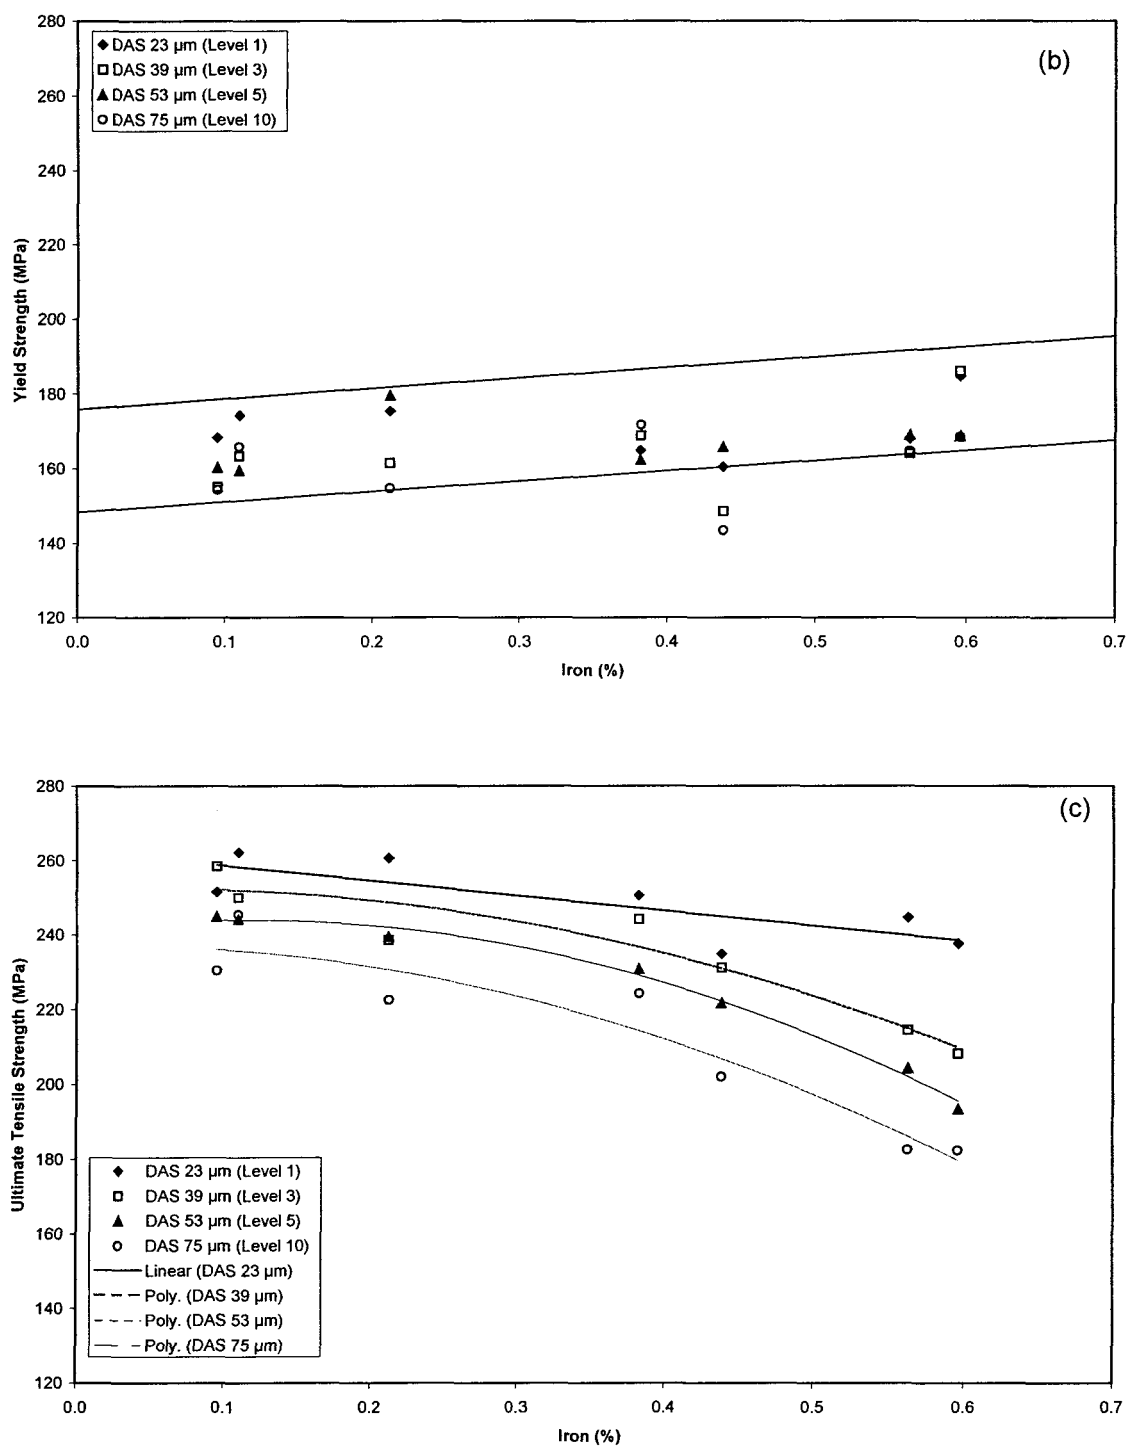 280
260
240
220
200
180
160
140
120
Yield Strength (MPa)
DAS 23 µm (Level 1)
DAS 39 µm (Level 3)
DAS 53 µm (Level 5)
DAS 75 µm (Level 10)
(b)
0.0 0.1 0.2 0.3 0.4 0.5 0.6 0.7
Iron (%)
280
260
240
220
200
180
160
140
120
Ultimate Tensile Strength (MPa)
(c)
DAS 23 µm (Level 1)
DAS 39 µm (Level 3)
DAS 53 µm (Level 5)
DAS 75 µm (Level 10)
Linear (DAS 23 µm)
Poly. (DAS 39 µm)
Poly. (DAS 53 µm)
Poly. (DAS 75 µm)
0.0 0.1 0.2 0.3 0.4 0.5 0.6 0.7
Iron (%)